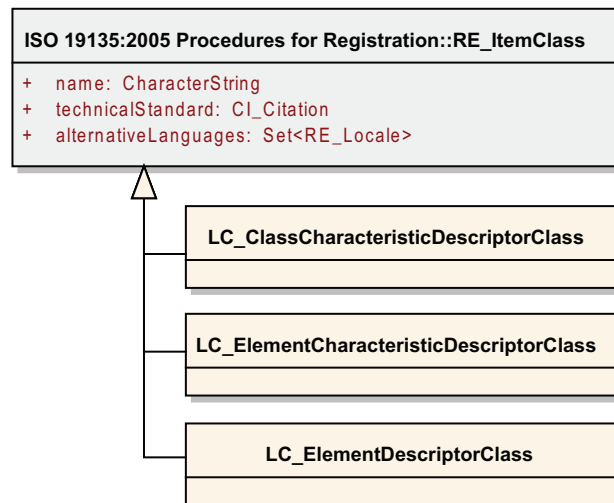 ISO 19135:2005 Procedures for Registration::RE_ItemClass
+ name: CharacterString
+ technicalStandard: CI_Citation
+ alternativeLanguages: Set<RE_Locale>
LC_ClassCharacteristicDescriptorClass
LC_ElementCharacteristicDescriptorClass
LC_ElementDescriptorClass